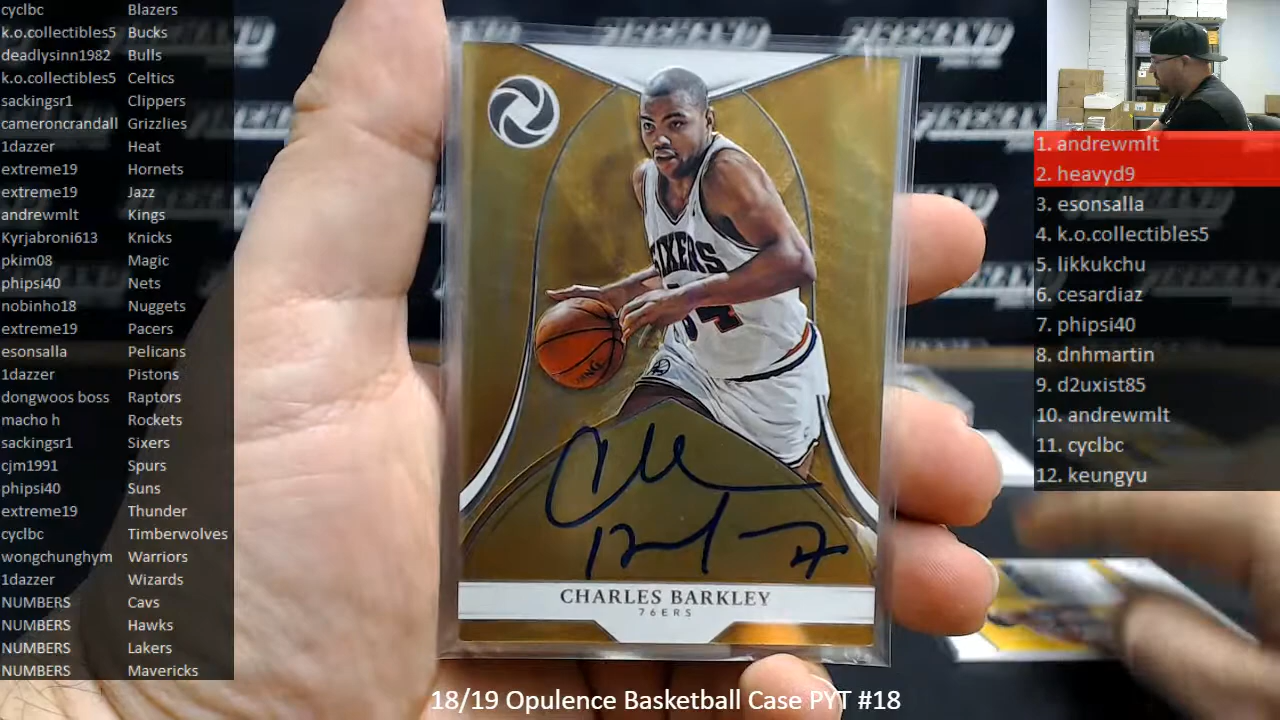 cyclbc Blazers
k.o.collectibles5 Bucks
deadlysinn1982 Bulls
k.o.collectibles5 Celtics
sackingsr1 Clippers
cameroncrandall Grizzlies
1dazzer Heat
extreme19 Hornets
extreme19 Jazz
andrewmlt Kings
Kyrjabroni613 Knicks
pkim08 Magic
phipsi40 Nets
nobinho18 Nuggets
extreme19 Pacers
esonsalla Pelicans
1dazzer Pistons
dongwoos boss Raptors
macho h Rockets
sackingsr1 Sixers
cjm1991 Spurs
phipsi40 Suns
extreme19 Thunder
cyclbc Timberwolves
wongchunghym Warriors
1dazzer Wizards
NUMBERS Cavs
NUMBERS Hawks
NUMBERS Lakers
NUMBERS Mavericks
SIXERS
34
CHARLES BARKLEY
76ERS
1. andrewmlt
2. heavyd9
3. esonsalla
4. k.o.collectibles5
5. likkukchu
6. cesardiaz
7. phipsi40
8. dnhmartin
9. d2uxist85
10. andrewmlt
11. cyclbc
12. keungyu
18/19 Opulence Basketball Case PYT #18